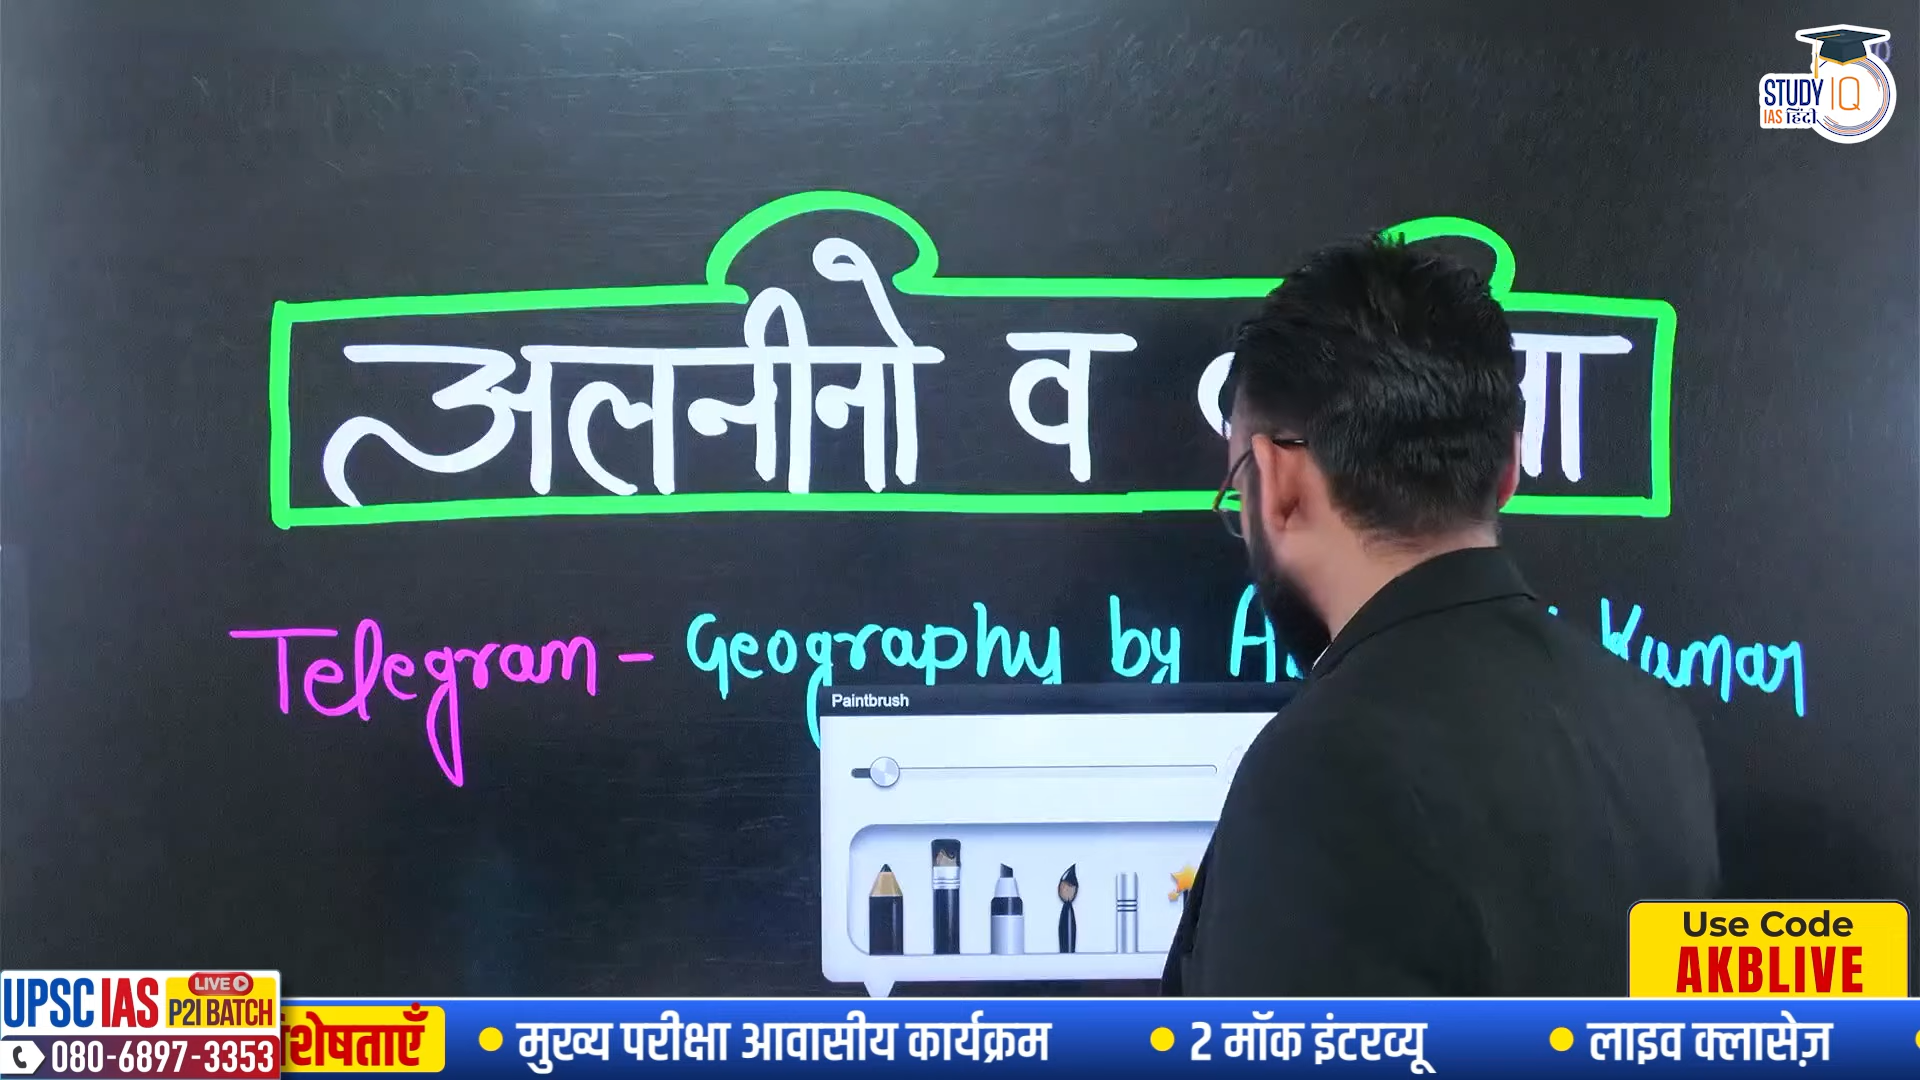 STUDY IQ
IAS हिंदी
अलनीनो व
Telegram - Geography by Kumar
Paintbrush
Use Code
AKBLIVE
UPSC IAS LIVE P2I BATCH
080-6897-3353
• मुख्य परीक्षा आवासीय कार्यक्रम • 2 मॉक इंटरव्यू • लाइव क्लासेज़